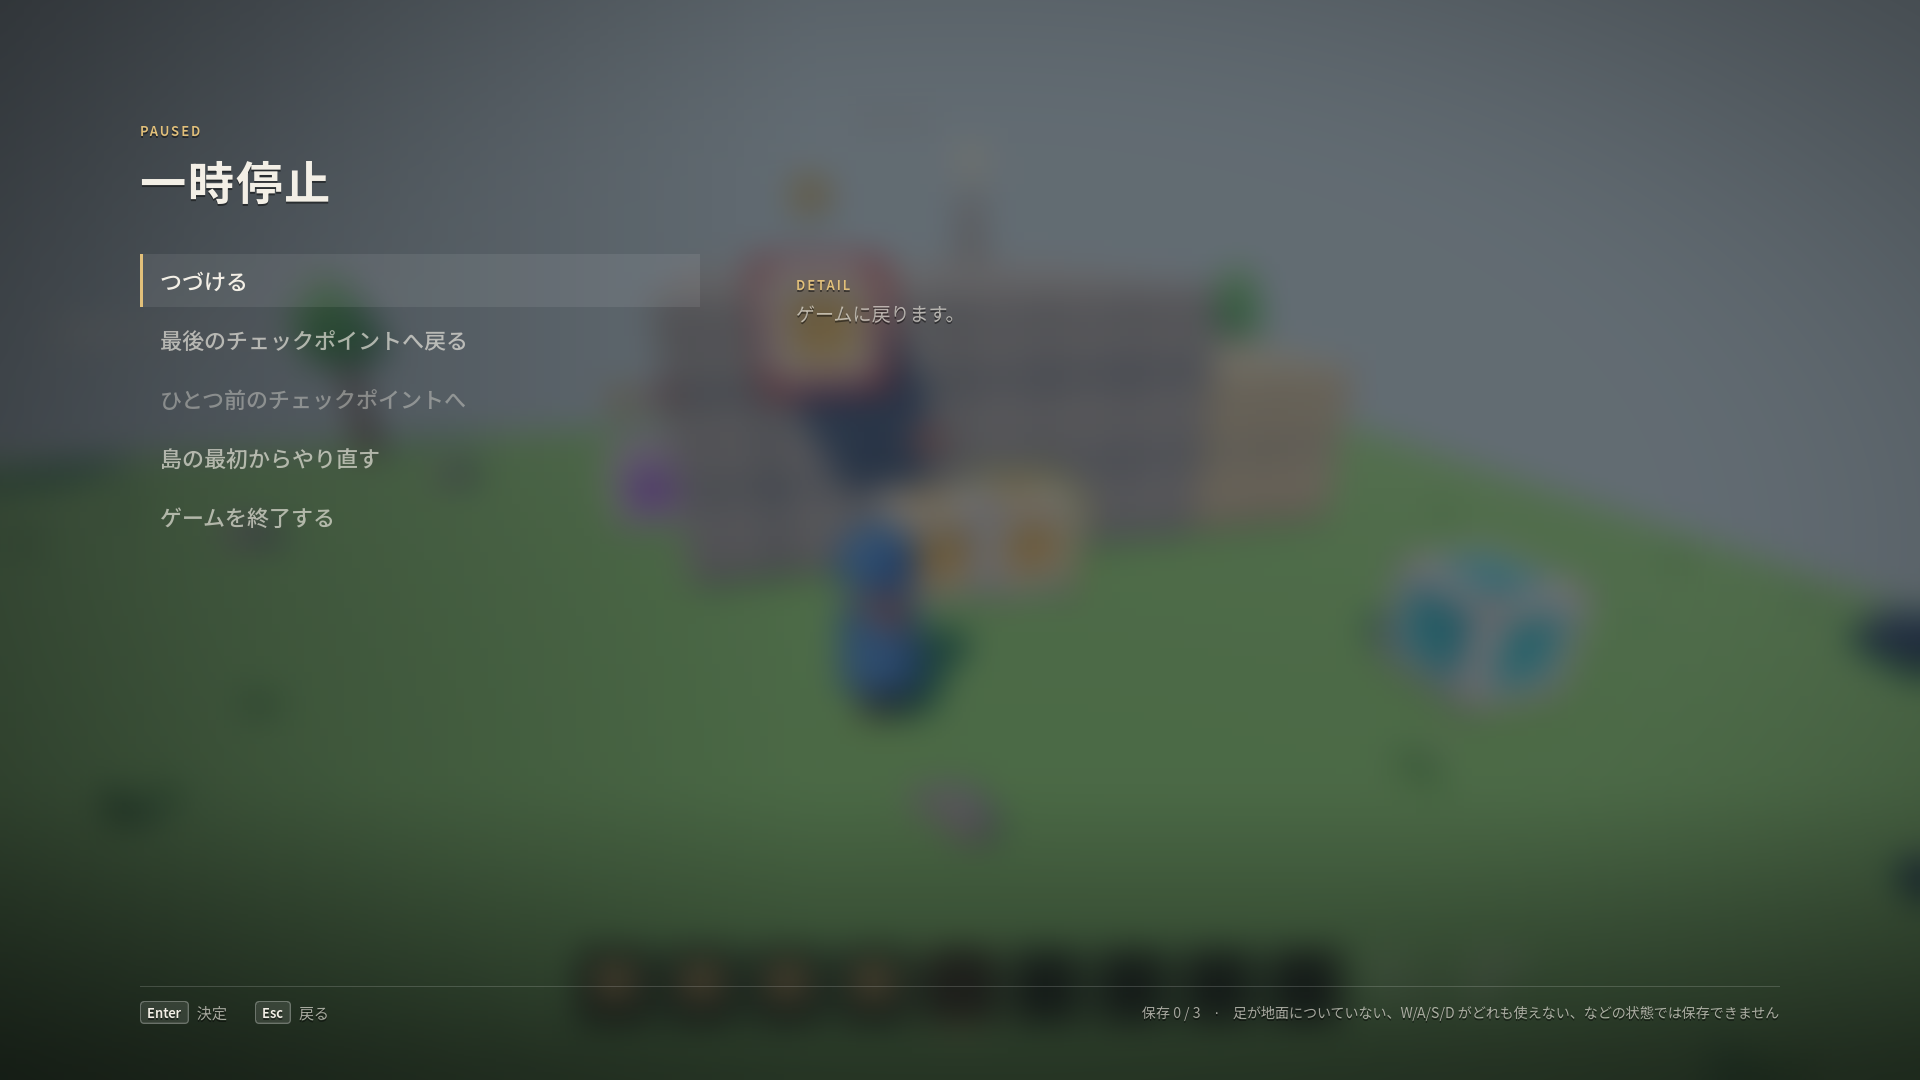 PAUSED
一時停止
つづける
最後のチェックポイントへ戻る
ひとつ前のチェックポイントへ
島の最初からやり直す
ゲームを終了する
DETAIL
ゲームに戻ります。
Enter 決定 Esc 戻る
保存 0 / 3 · 足が地面についていない、W/A/S/D がどれも使えない、などの状態では保存できません